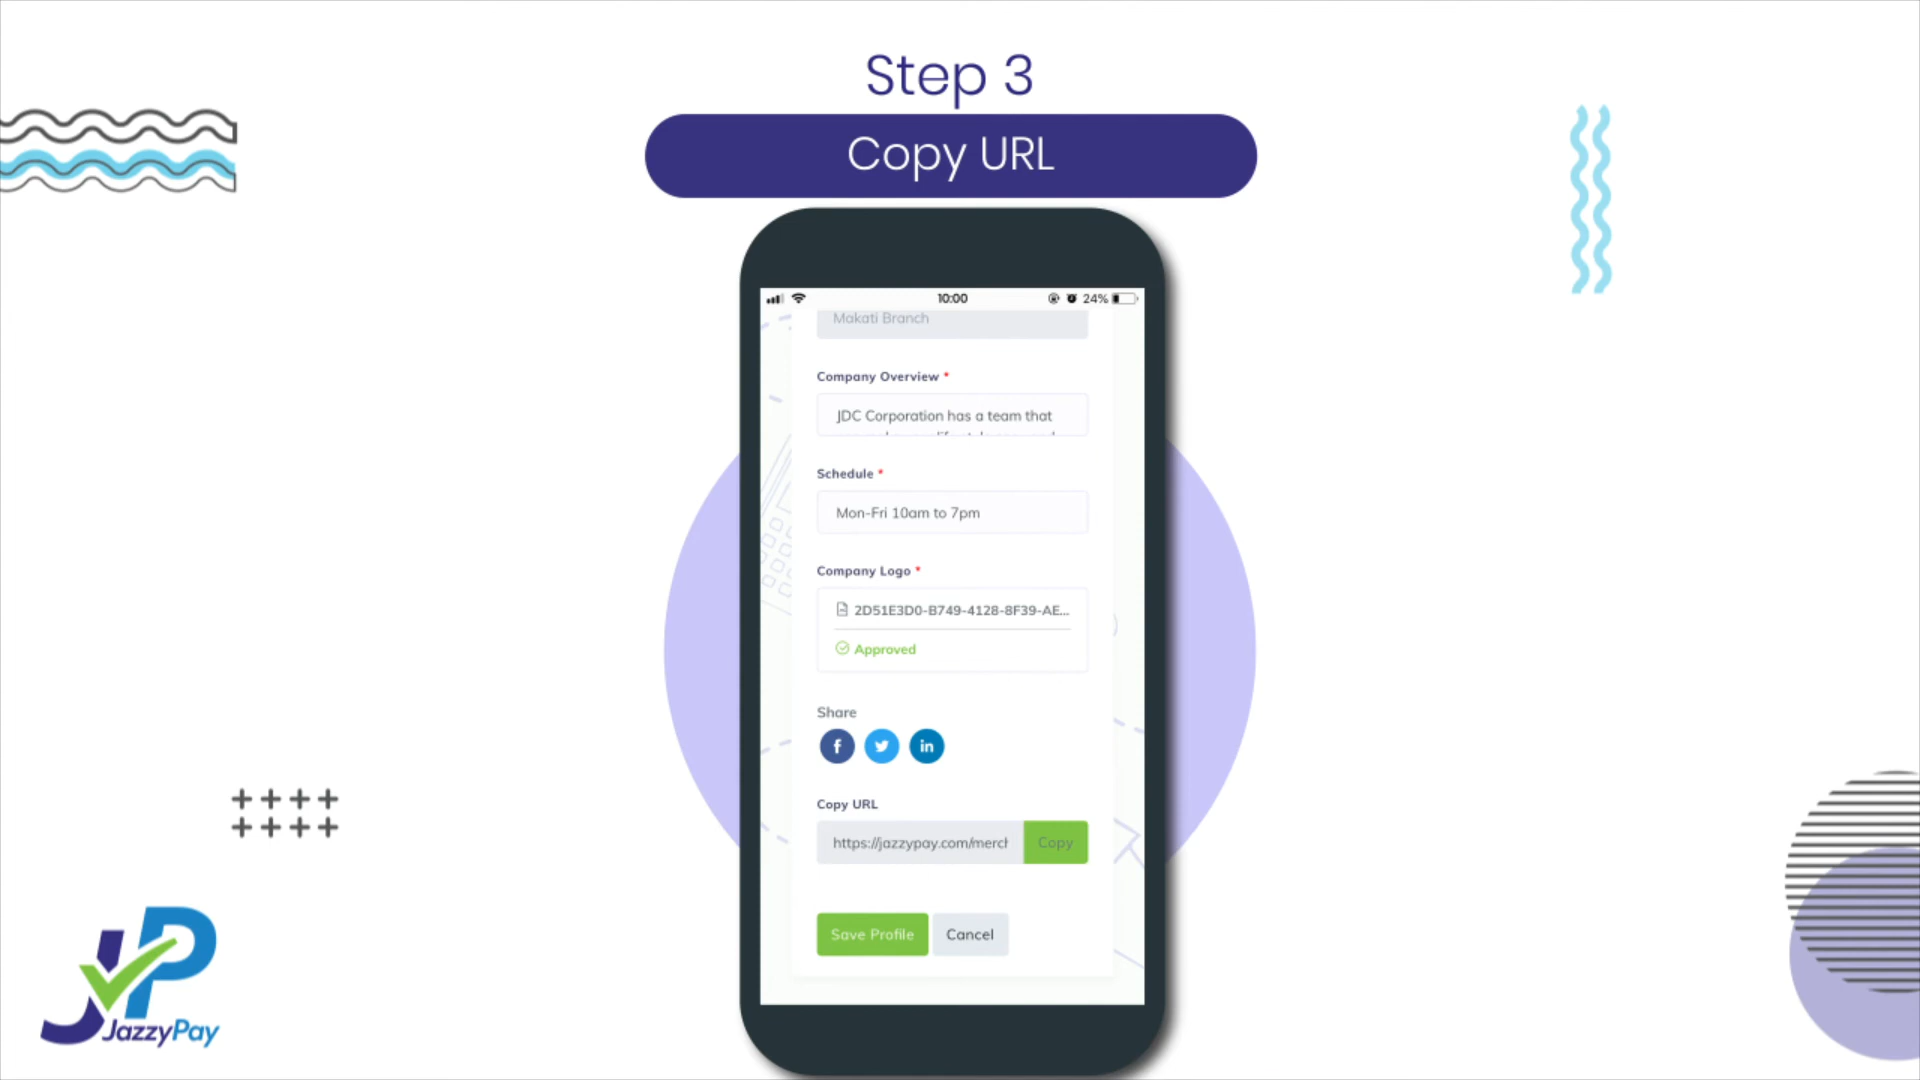 Step 3
Copy URL
10:00
24%
Makati Branch
Company Overview *
JDC Corporation has a team that
Schedule *
Mon-Fri 10am to 7pm
Company Logo *
2D51E3D0-B749-4128-8F39-AE...
Approved
Share
f
in
Copy URL
https://jazzypay.com/merch
Copy
Save Profile
Cancel
JP
JazzyPay